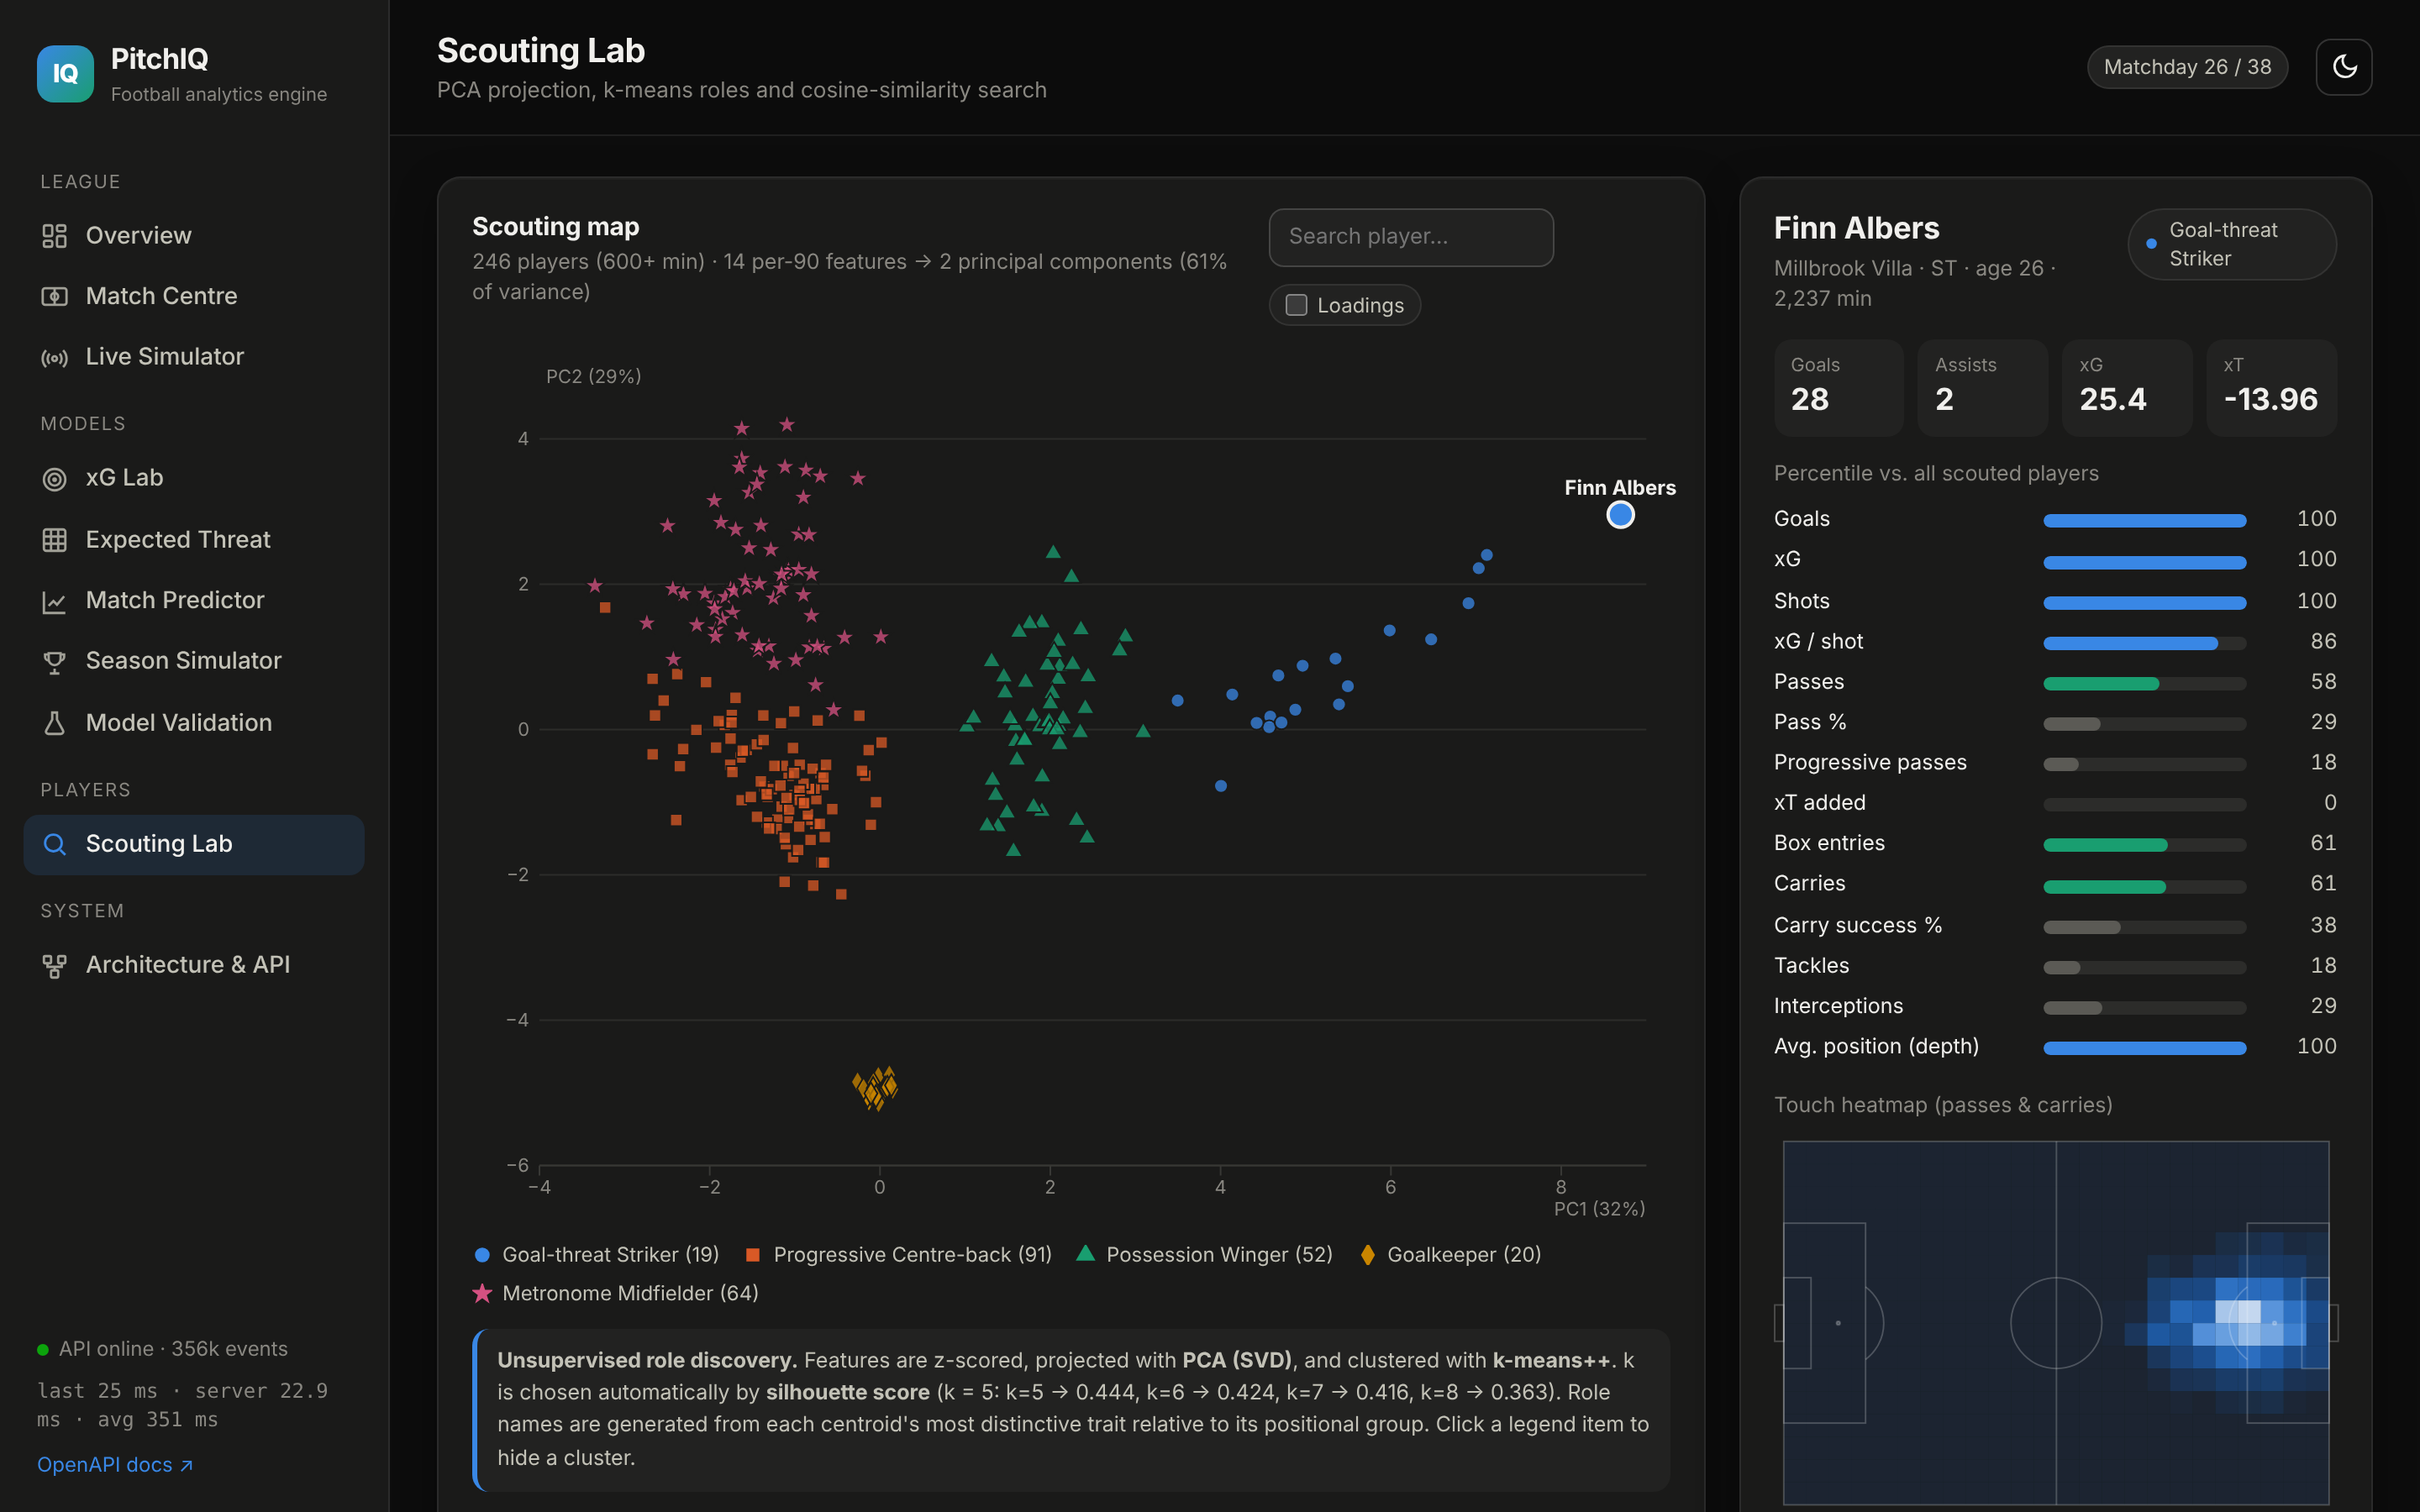 IQ
PitchIQ
Football analytics engine
LEAGUE
Overview
Match Centre
Live Simulator
MODELS
xG Lab
Expected Threat
Match Predictor
Season Simulator
Model Validation
PLAYERS
Scouting Lab
SYSTEM
Architecture & API
API online · 356k events
last 25 ms · server 22.9
ms · avg 351 ms
OpenAPI docs ↗
Scouting Lab
PCA projection, k-means roles and cosine-similarity search
Matchday 26 / 38
Scouting map
246 players (600+ min) · 14 per-90 features → 2 principal components (61%
of variance)
Search player...
Loadings
PC2 (29%)
4
2
0
−2
−4
−6
−4
−2
0
2
4
6
8
PC1 (32%)
Finn Albers
Goal-threat Striker (19)
Progressive Centre-back (91)
Possession Winger (52)
Goalkeeper (20)
Metronome Midfielder (64)
Unsupervised role discovery. Features are z-scored, projected with PCA (SVD), and clustered with k-means++. k
is chosen automatically by silhouette score (k = 5: k=5 → 0.444, k=6 → 0.424, k=7 → 0.416, k=8 → 0.363). Role
names are generated from each centroid's most distinctive trait relative to its positional group. Click a legend item to
hide a cluster.
Finn Albers
Millbrook Villa · ST · age 26 ·
2,237 min
Goal-threat
Striker
Goals
28
Assists
2
xG
25.4
xT
-13.96
Percentile vs. all scouted players
Goals 100
xG 100
Shots 100
xG / shot 86
Passes 58
Pass % 29
Progressive passes 18
xT added 0
Box entries 61
Carries 61
Carry success % 38
Tackles 18
Interceptions 29
Avg. position (depth) 100
Touch heatmap (passes & carries)